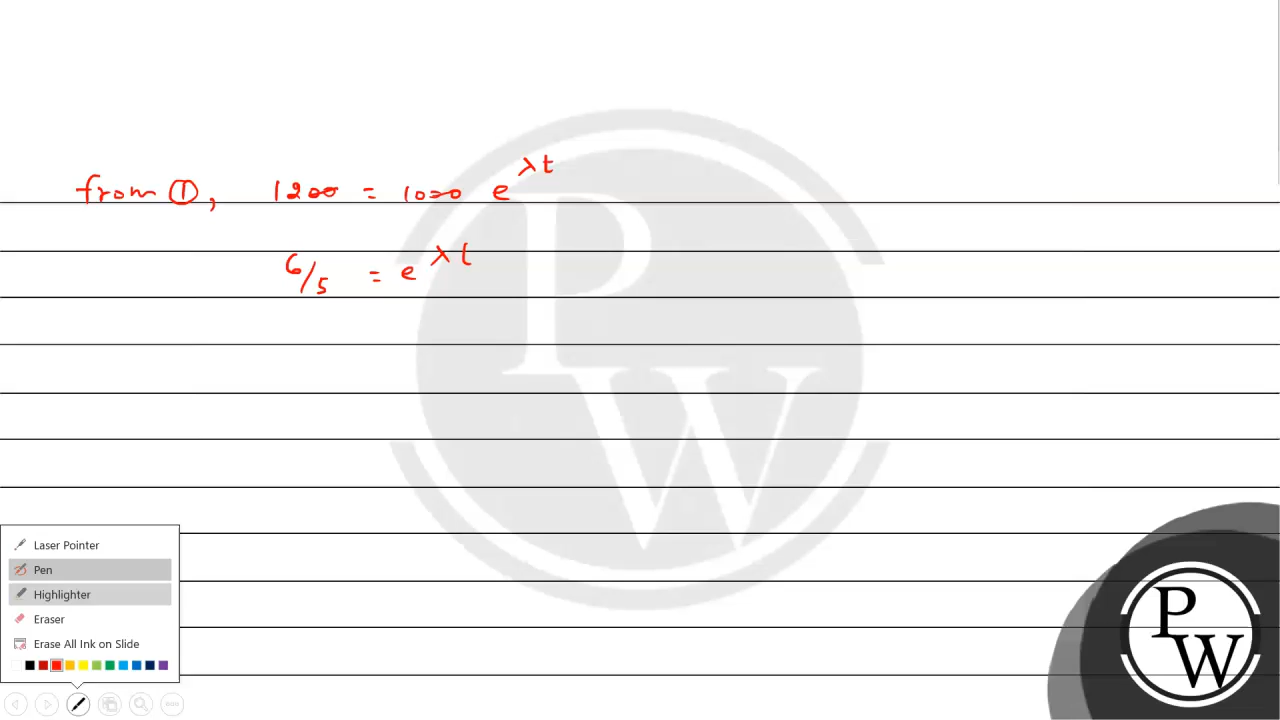 from ①, 1200 = 1000 e^λt
6/5 = e^λt
P
W
Laser Pointer
Pen
Highlighter
Eraser
Erase All Ink on Slide
P
W